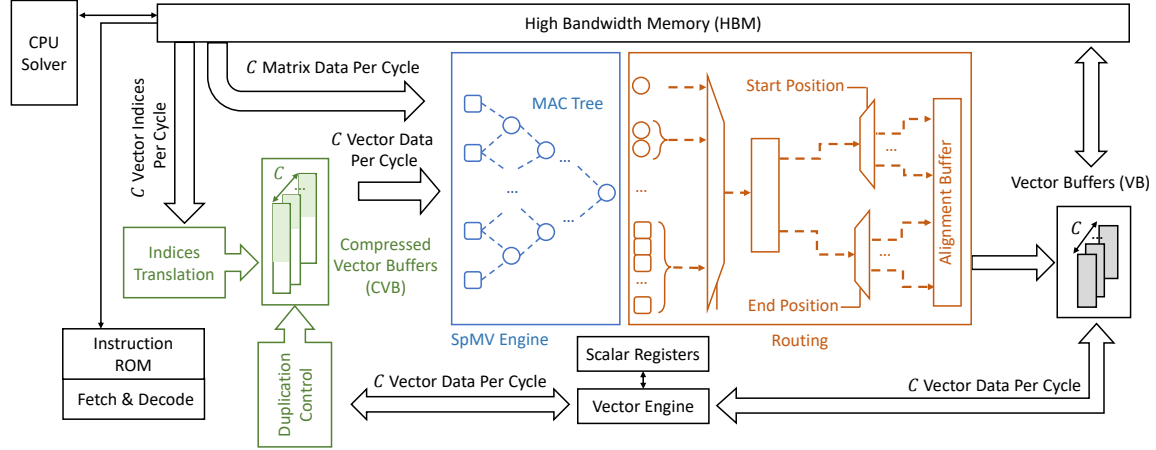 High Bandwidth Memory (HBM)
CPU
Solver
C Matrix Data Per Cycle
C Vector Indices
Per Cycle
C Vector Data
Per Cycle
MAC Tree
...
...
...
...
SpMV Engine
Start Position
...
...
...
...
End Position
Alignment Buffer
Routing
Vector Buffers (VB)
C
...
Indices
Translation
C
...
Compressed
Vector Buffers
(CVB)
Instruction
ROM
Fetch & Decode
Duplication
Control
C Vector Data Per Cycle
Scalar Registers
Vector Engine
C Vector Data Per Cycle